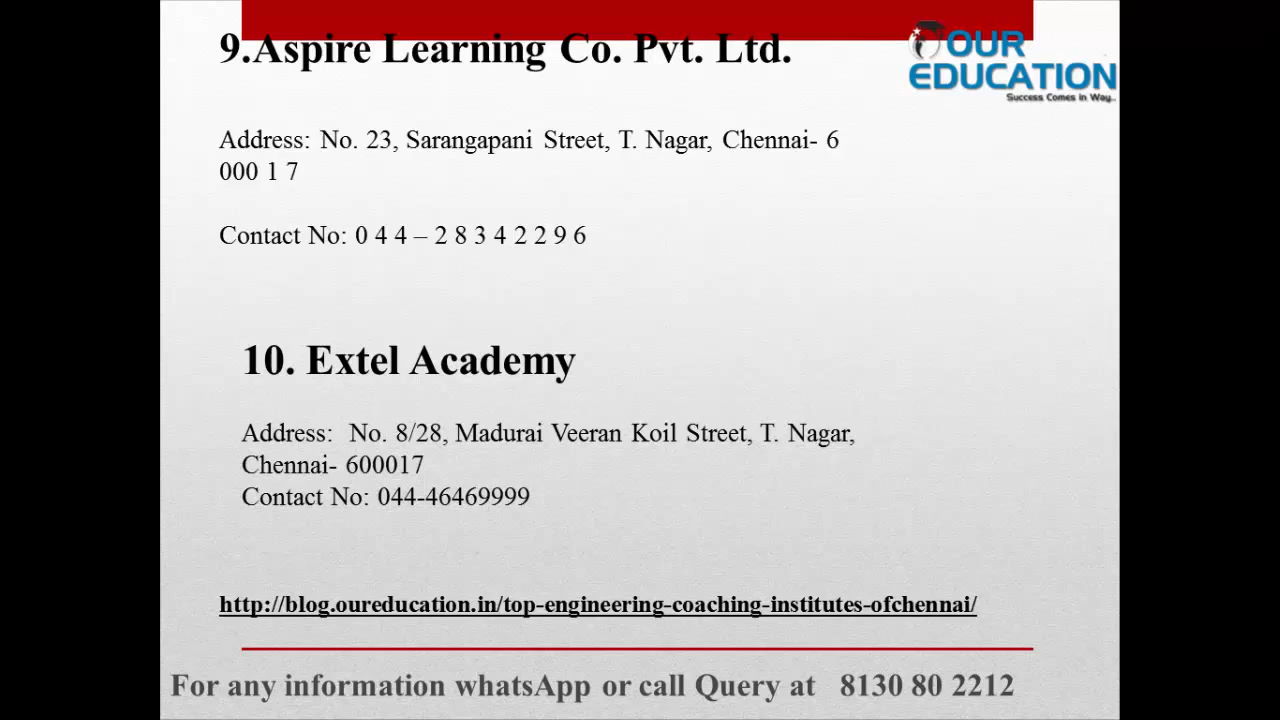 9.Aspire Learning Co. Pvt. Ltd.
OUR
EDUCATION
Success Comes in Way..
Address: No. 23, Sarangapani Street, T. Nagar, Chennai- 6
000 1 7
Contact No: 0 4 4 – 2 8 3 4 2 2 9 6
10. Extel Academy
Address: No. 8/28, Madurai Veeran Koil Street, T. Nagar,
Chennai- 600017
Contact No: 044-46469999
http://blog.oureducation.in/top-engineering-coaching-institutes-ofchennai/
For any information whatsApp or call Query at 8130 80 2212